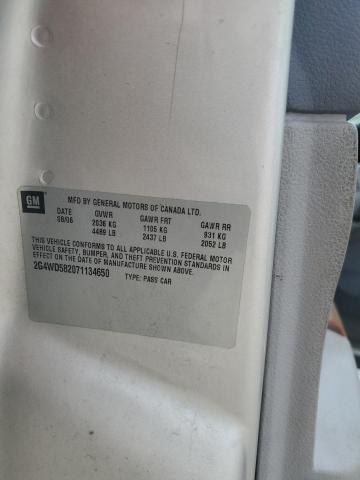 GM
MFD BY GENERAL MOTORS OF CANADA LTD.
DATE GVWR GAWR FRT GAWR RR
08/06 2036 KG 1105 KG 931 KG
4489 LB 2437 LB 2052 LB
THIS VEHICLE CONFORMS TO ALL APPLICABLE U.S. FEDERAL MOTOR
VEHICLE SAFETY, BUMPER, AND THEFT PREVENTION STANDARDS IN
EFFECT ON THE DATE OF MANUFACTURE SHOWN ABOVE.
2G4WD582071134650 TYPE: PASS CAR